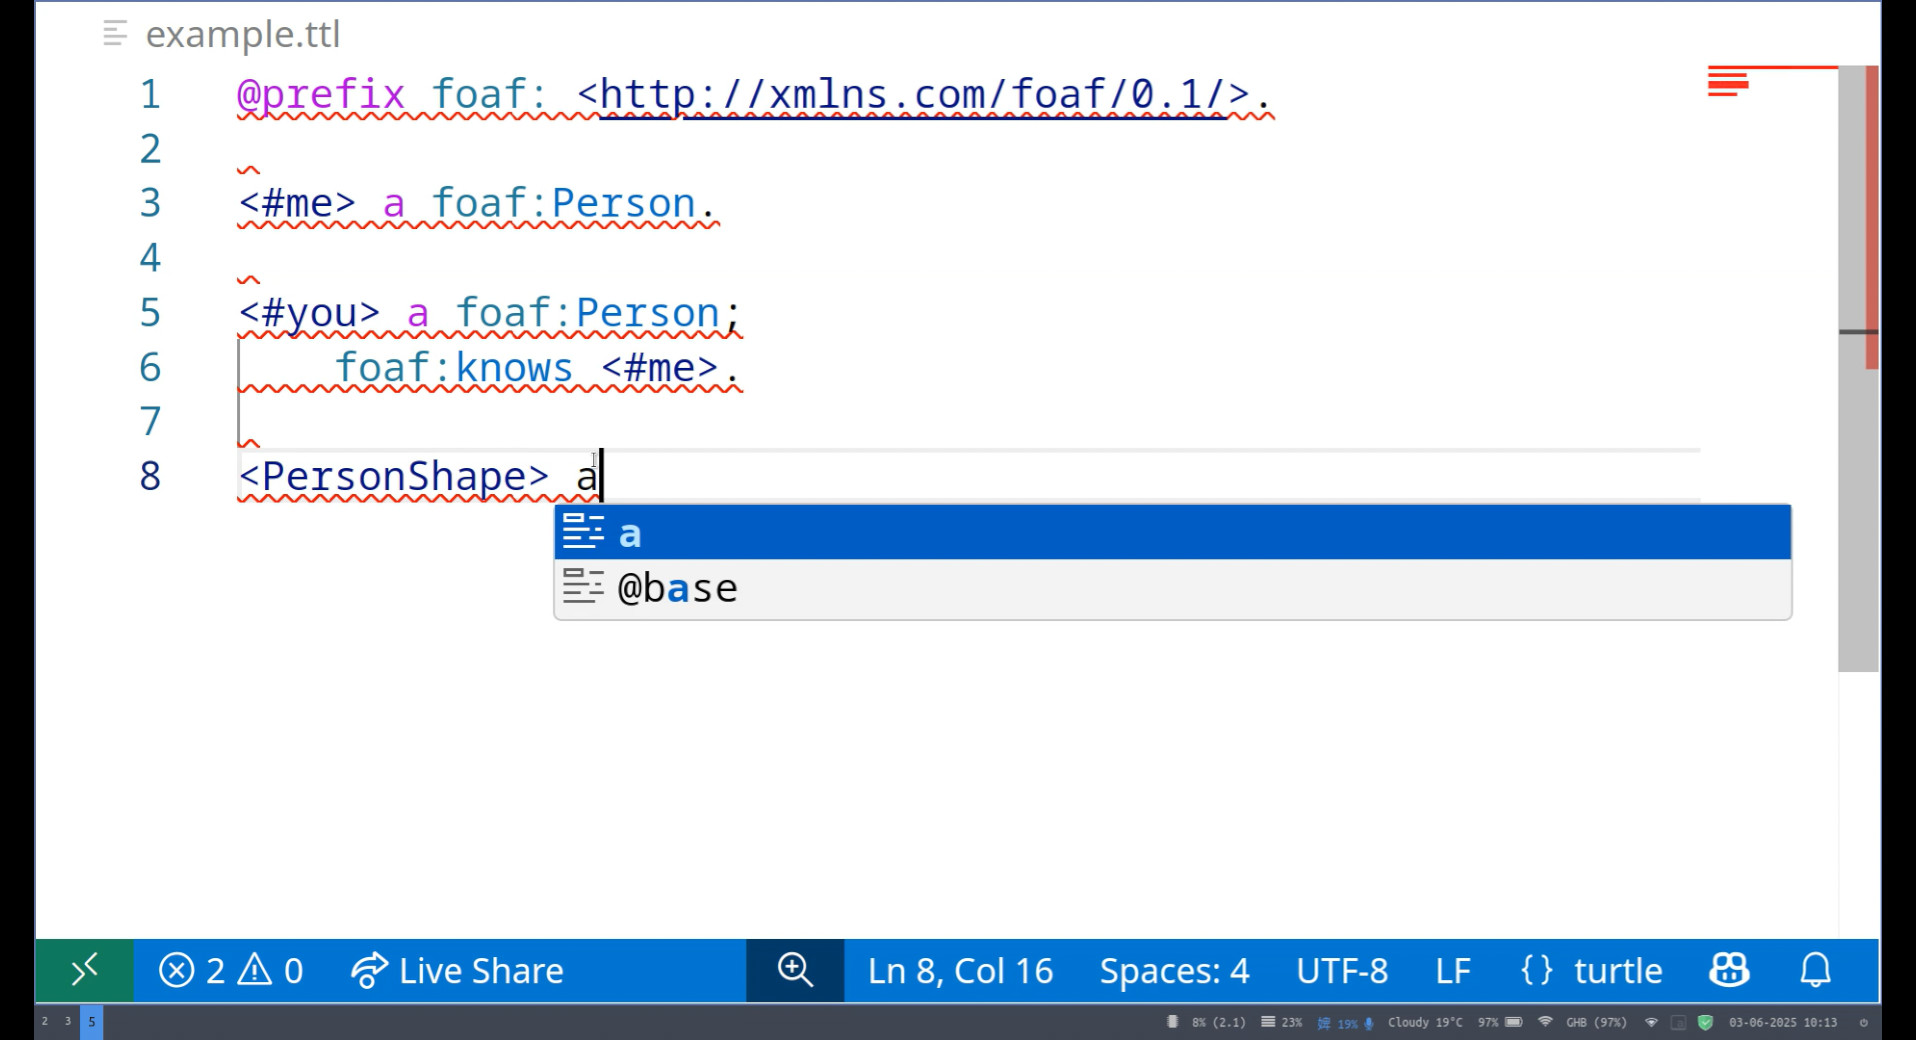 example.ttl
1 @prefix foaf: <http://xmlns.com/foaf/0.1/>.
2
3 <#me> a foaf:Person.
4
5 <#you> a foaf:Person;
6 foaf:knows <#me>.
7
8 <PersonShape> a
a
@base
2 0 Live Share Ln 8, Col 16 Spaces: 4 UTF-8 LF {} turtle
2 3 5 8% (2.1) 23% 19% Cloudy 19°C 97% GHB (97%) 03-06-2025 10:13